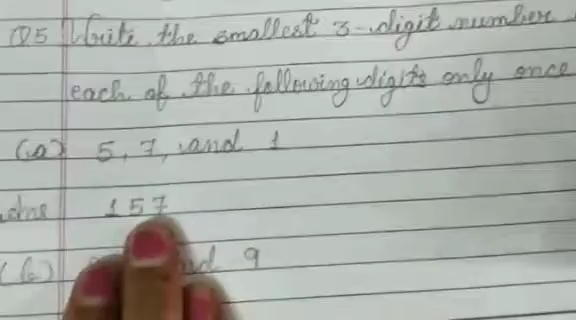 Q5 Write the smallest 3-digit number
each of the following digits only once
(a) 5, 7, and 1
157
(b) and 9